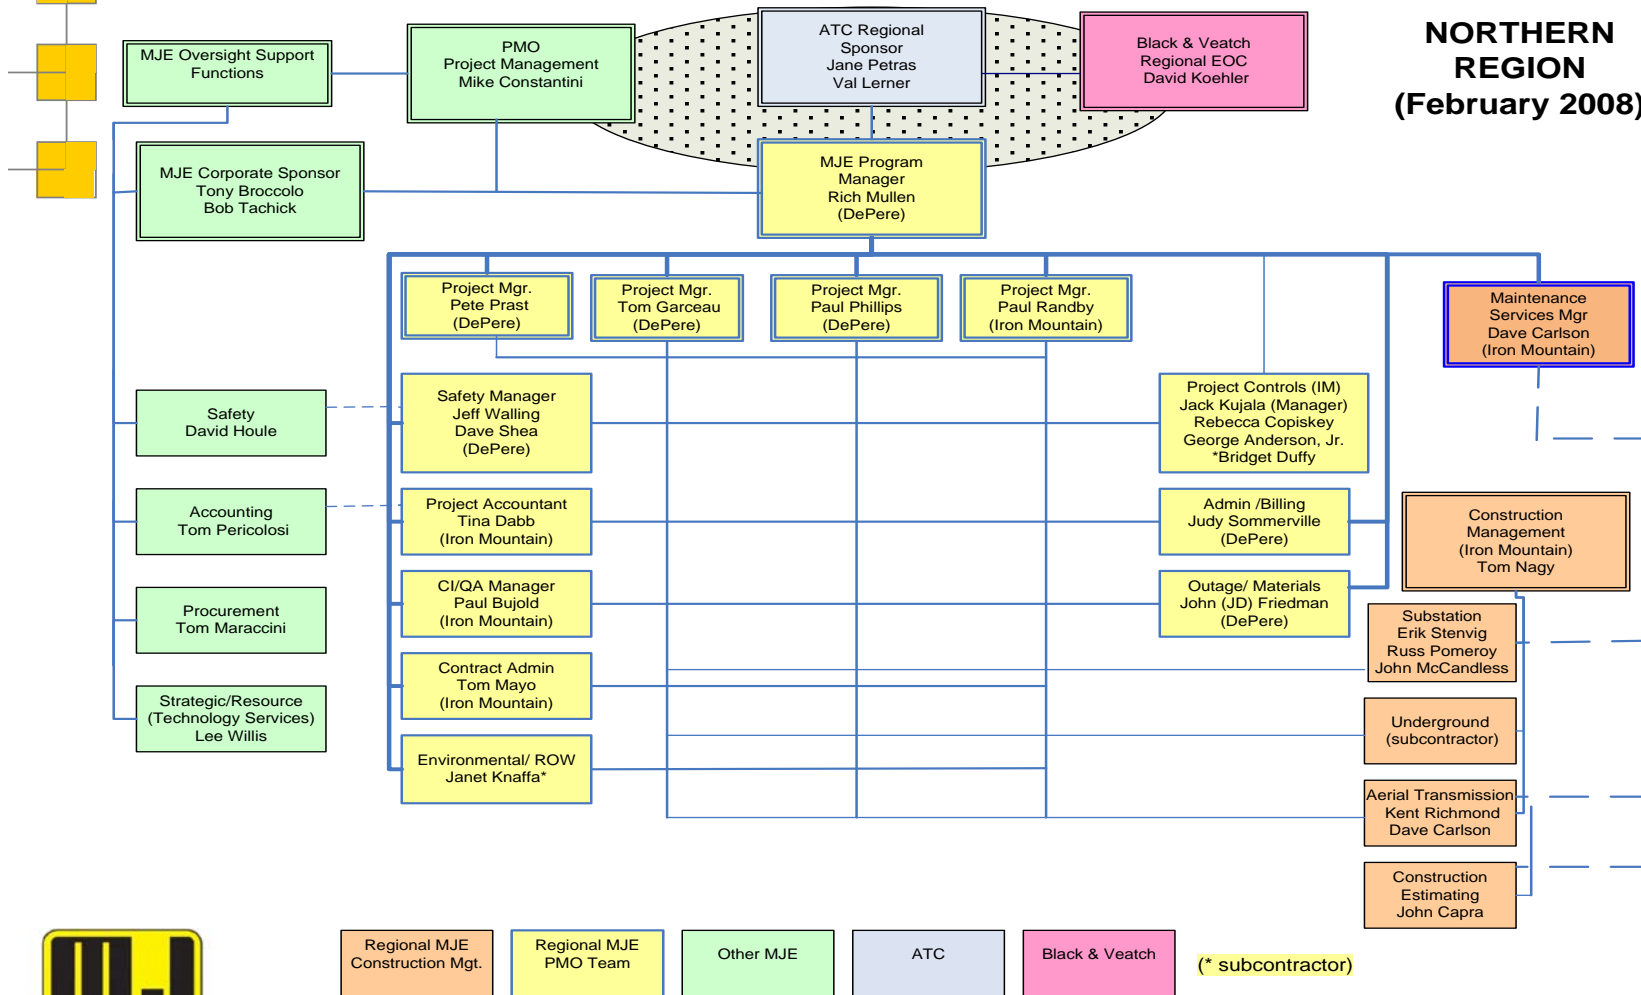 NORTHERN
REGION
(February 2008)
MJE Oversight Support
Functions
PMO
Project Management
Mike Constantini
ATC Regional
Sponsor
Jane Petras
Val Lerner
Black & Veatch
Regional EOC
David Koehler
MJE Corporate Sponsor
Tony Broccolo
Bob Tachick
MJE Program
Manager
Rich Mullen
(DePere)
Project Mgr.
Pete Prast
(DePere)
Project Mgr.
Tom Garceau
(DePere)
Project Mgr.
Paul Phillips
(DePere)
Project Mgr.
Paul Randby
(Iron Mountain)
Maintenance
Services Mgr
Dave Carlson
(Iron Mountain)
Safety
David Houle
Safety Manager
Jeff Walling
Dave Shea
(DePere)
Project Controls (IM)
Jack Kujala (Manager)
Rebecca Copiskey
George Anderson, Jr.
*Bridget Duffy
Accounting
Tom Pericolosi
Project Accountant
Tina Dabb
(Iron Mountain)
Admin /Billing
Judy Sommerville
(DePere)
Construction
Management
(Iron Mountain)
Tom Nagy
Procurement
Tom Maraccini
CI/QA Manager
Paul Bujold
(Iron Mountain)
Outage/ Materials
John (JD) Friedman
(DePere)
Substation
Erik Stenvig
Russ Pomeroy
John McCandless
Strategic/Resource
(Technology Services)
Lee Willis
Contract Admin
Tom Mayo
(Iron Mountain)
Underground
(subcontractor)
Environmental/ ROW
Janet Knaffa*
Aerial Transmission
Kent Richmond
Dave Carlson
Construction
Estimating
John Capra
Regional MJE
Construction Mgt.
Regional MJE
PMO Team
Other MJE
ATC
Black & Veatch
(* subcontractor)